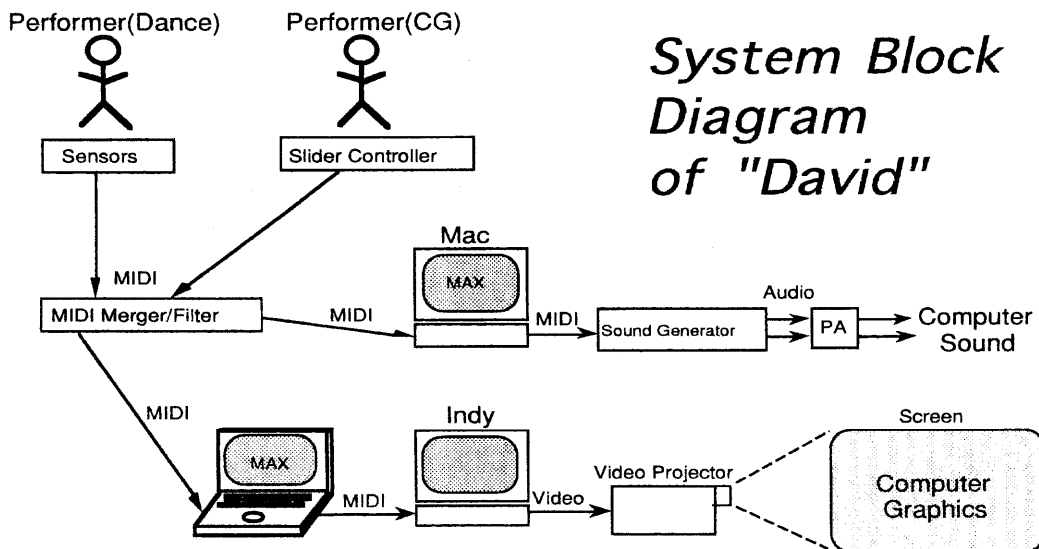 Performer(Dance)
Performer(CG)
System Block
Diagram
of "David"
Sensors
Slider Controller
MIDI
Mac
MAX
MIDI Merger/Filter
MIDI
MIDI
Sound Generator
Audio
PA
Computer
Sound
MIDI
MAX
MIDI
Indy
Video
Video Projector
Screen
Computer
Graphics